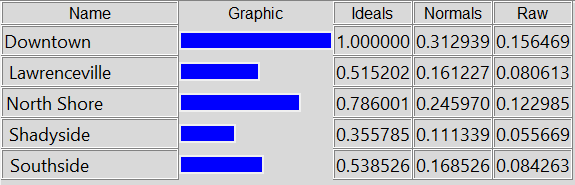 Name Graphic Ideals Normals Raw
Downtown 1.000000 0.312939 0.156469
Lawrenceville 0.515202 0.161227 0.080613
North Shore 0.786001 0.245970 0.122985
Shadyside 0.355785 0.111339 0.055669
Southside 0.538526 0.168526 0.084263